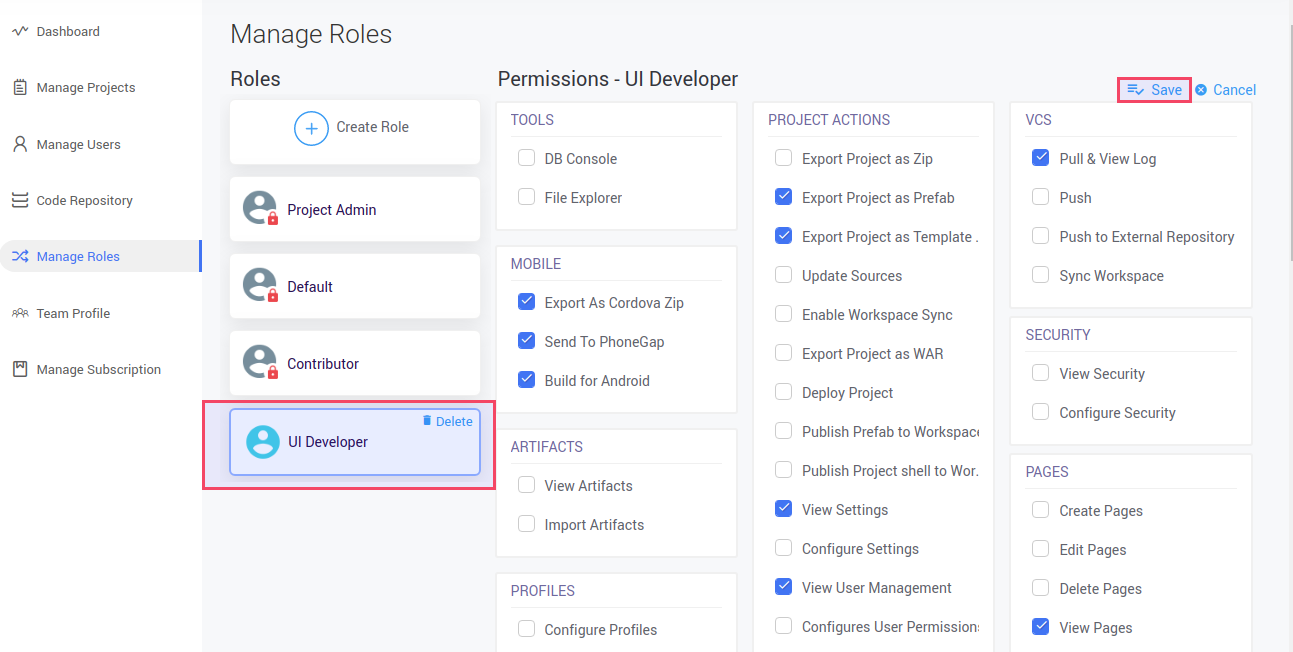 Dashboard
Manage Projects
Manage Users
Code Repository
Manage Roles
Team Profile
Manage Subscription
Manage Roles
Roles
Create Role
Project Admin
Default
Contributor
Delete
UI Developer
Permissions - UI Developer
Save
Cancel
TOOLS
DB Console
File Explorer
MOBILE
Export As Cordova Zip
Send To PhoneGap
Build for Android
ARTIFACTS
View Artifacts
Import Artifacts
PROFILES
Configure Profiles
PROJECT ACTIONS
Export Project as Zip
Export Project as Prefab
Export Project as Template .
Update Sources
Enable Workspace Sync
Export Project as WAR
Deploy Project
Publish Prefab to Workspace
Publish Project shell to Wor.
View Settings
Configure Settings
View User Management
Configures User Permissions
VCS
Pull & View Log
Push
Push to External Repository
Sync Workspace
SECURITY
View Security
Configure Security
PAGES
Create Pages
Edit Pages
Delete Pages
View Pages